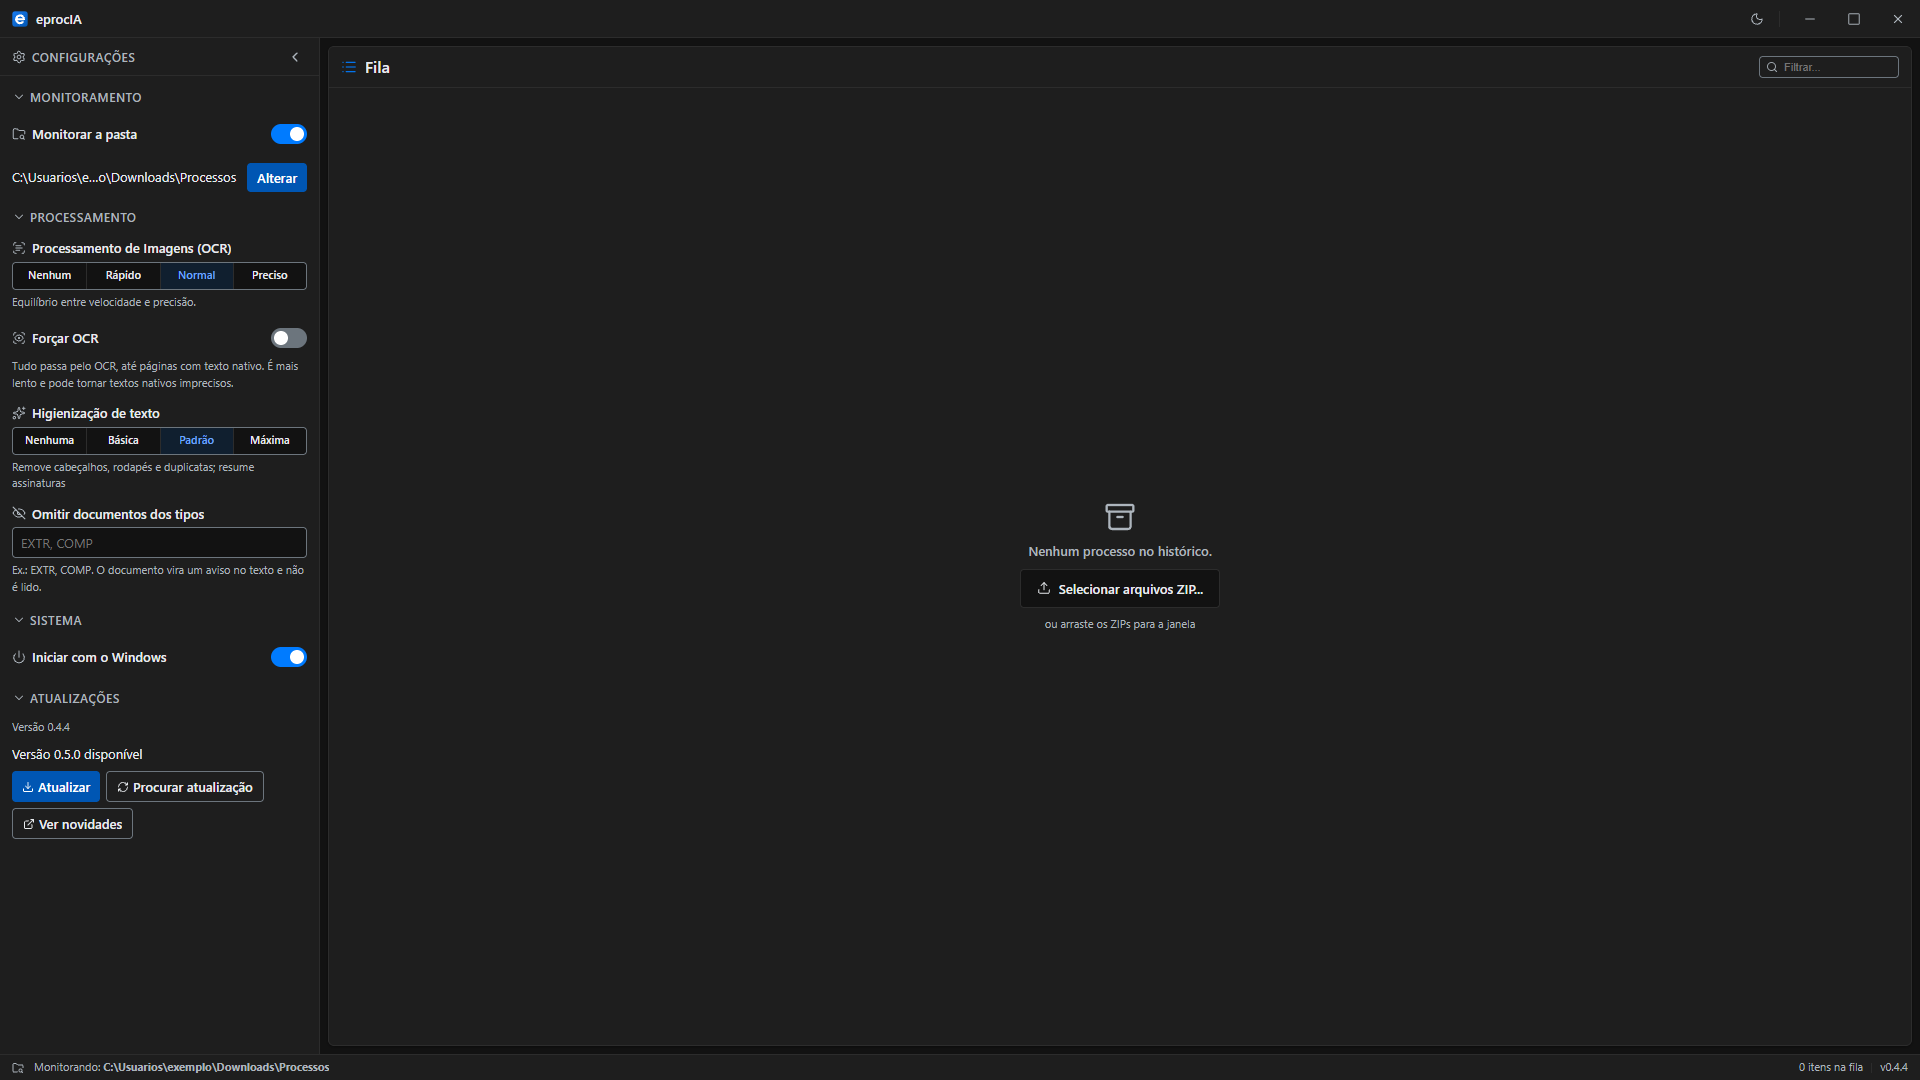 eprocIA
CONFIGURAÇÕES
MONITORAMENTO
Monitorar a pasta
C:\Usuarios\e...o\Downloads\Processos
Alterar
PROCESSAMENTO
Processamento de Imagens (OCR)
Nenhum Rápido Normal Preciso
Equilíbrio entre velocidade e precisão.
Forçar OCR
Tudo passa pelo OCR, até páginas com texto nativo. É mais
lento e pode tornar textos nativos imprecisos.
Higienização de texto
Nenhuma Básica Padrão Máxima
Remove cabeçalhos, rodapés e duplicatas; resume
assinaturas
Omitir documentos dos tipos
EXTR, COMP
Ex.: EXTR, COMP. O documento vira um aviso no texto e não
é lido.
SISTEMA
Iniciar com o Windows
ATUALIZAÇÕES
Versão 0.4.4
Versão 0.5.0 disponível
Atualizar
Procurar atualização
Ver novidades
Fila
Filtrar...
Nenhum processo no histórico.
Selecionar arquivos ZIP...
ou arraste os ZIPs para a janela
Monitorando: C:\Usuarios\exemplo\Downloads\Processos
0 itens na fila
v0.4.4